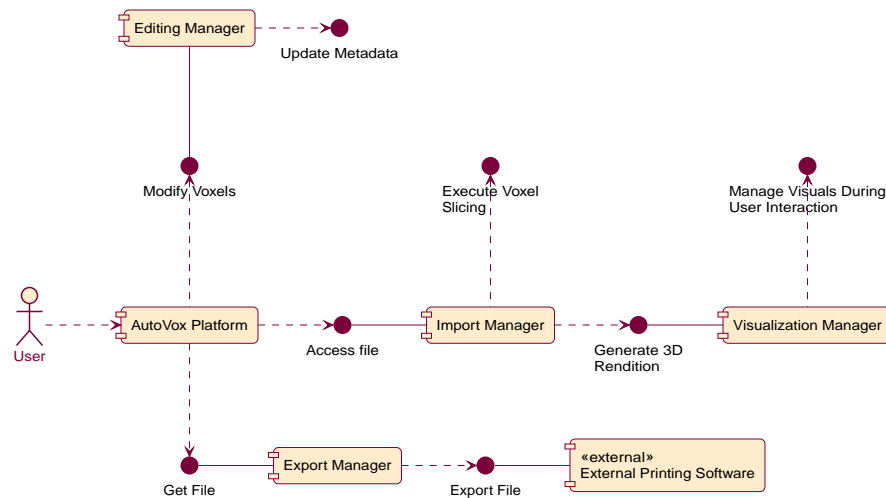 Editing Manager
Update Metadata
Modify Voxels
Execute Voxel
Slicing
Manage Visuals During
User Interaction
User
AutoVox Platform
Access file
Import Manager
Generate 3D
Rendition
Visualization Manager
Get File
Export Manager
Export File
«external»
External Printing Software